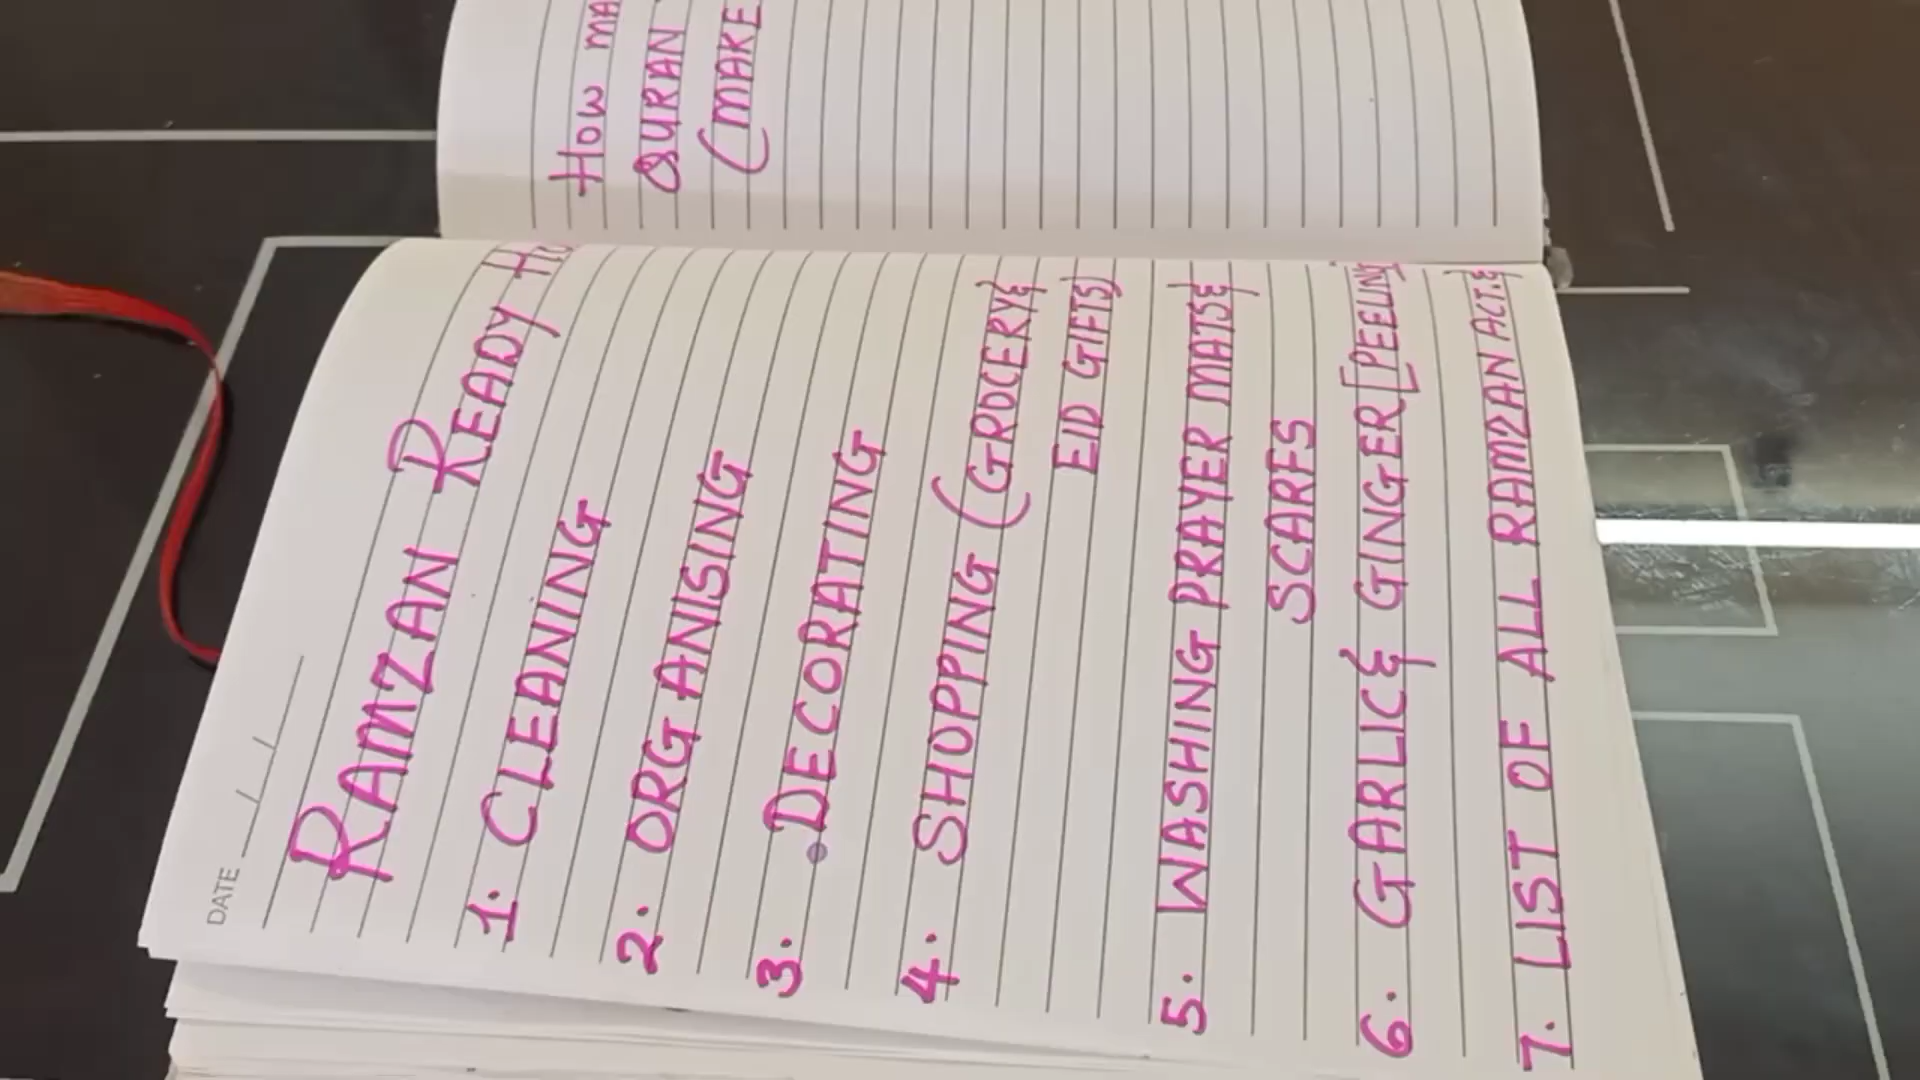 DATE / /
RAMZAN READY
1. CLEANING
2. ORGANISING
3. DECORATING
4. SHOPPING (GROCERY &
EID GIFTS)
5. WASHING PRAYER MATS &
SCARFS
6. GARLIC & GINGER [PEELING
7. LIST OF ALL RAMZAN ACT. &
HOW MA
QURAN
(MAKE